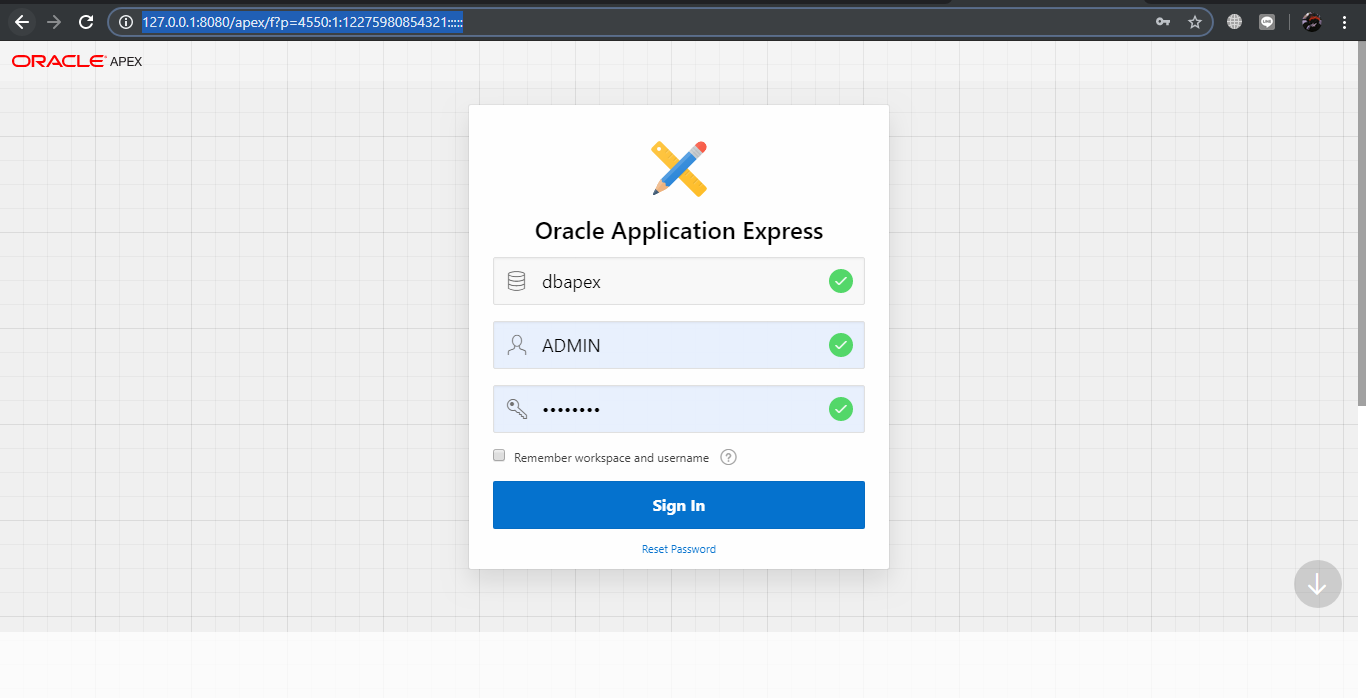 127.0.0.1:8080/apex/f?p=4550:1:12275980854321:::::
ORACLE APEX
Oracle Application Express
dbapex
ADMIN
••••••••
Remember workspace and username ?
Sign In
Reset Password